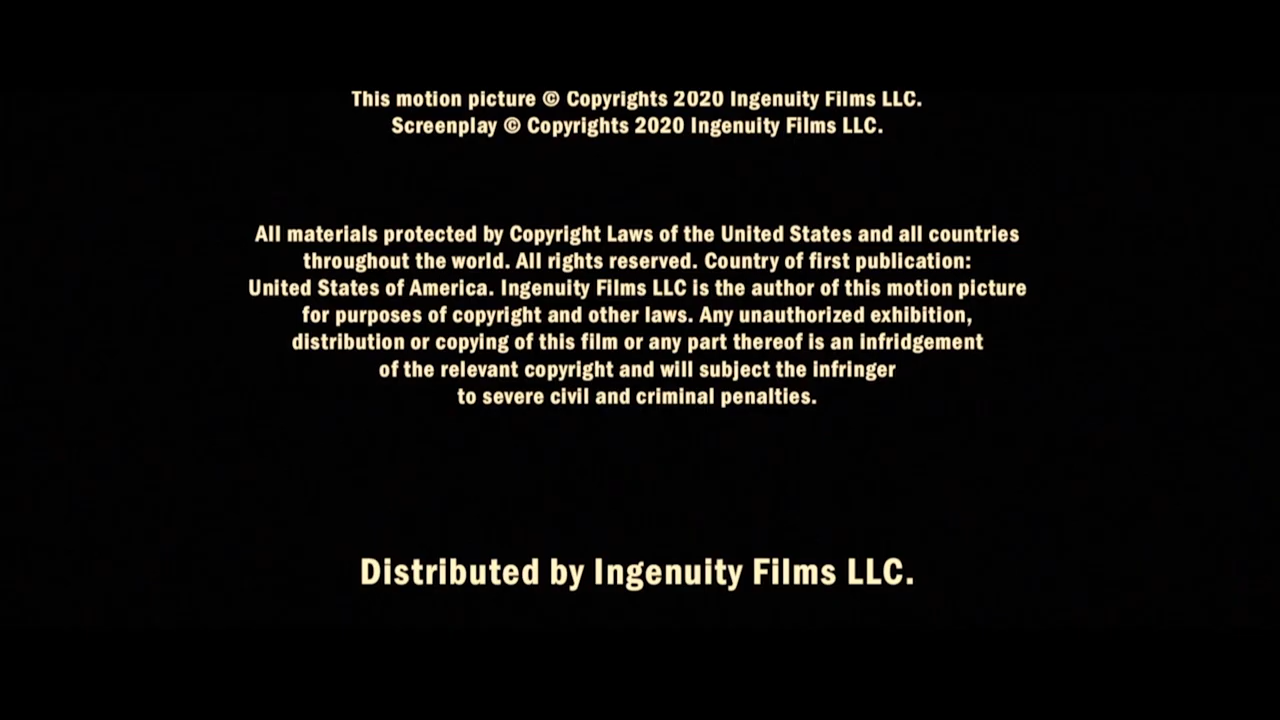 This motion picture © Copyrights 2020 Ingenuity Films LLC.
Screenplay © Copyrights 2020 Ingenuity Films LLC.
All materials protected by Copyright Laws of the United States and all countries
throughout the world. All rights reserved. Country of first publication:
United States of America. Ingenuity Films LLC is the author of this motion picture
for purposes of copyright and other laws. Any unauthorized exhibition,
distribution or copying of this film or any part thereof is an infridgement
of the relevant copyright and will subject the infringer
to severe civil and criminal penalties.
Distributed by Ingenuity Films LLC.